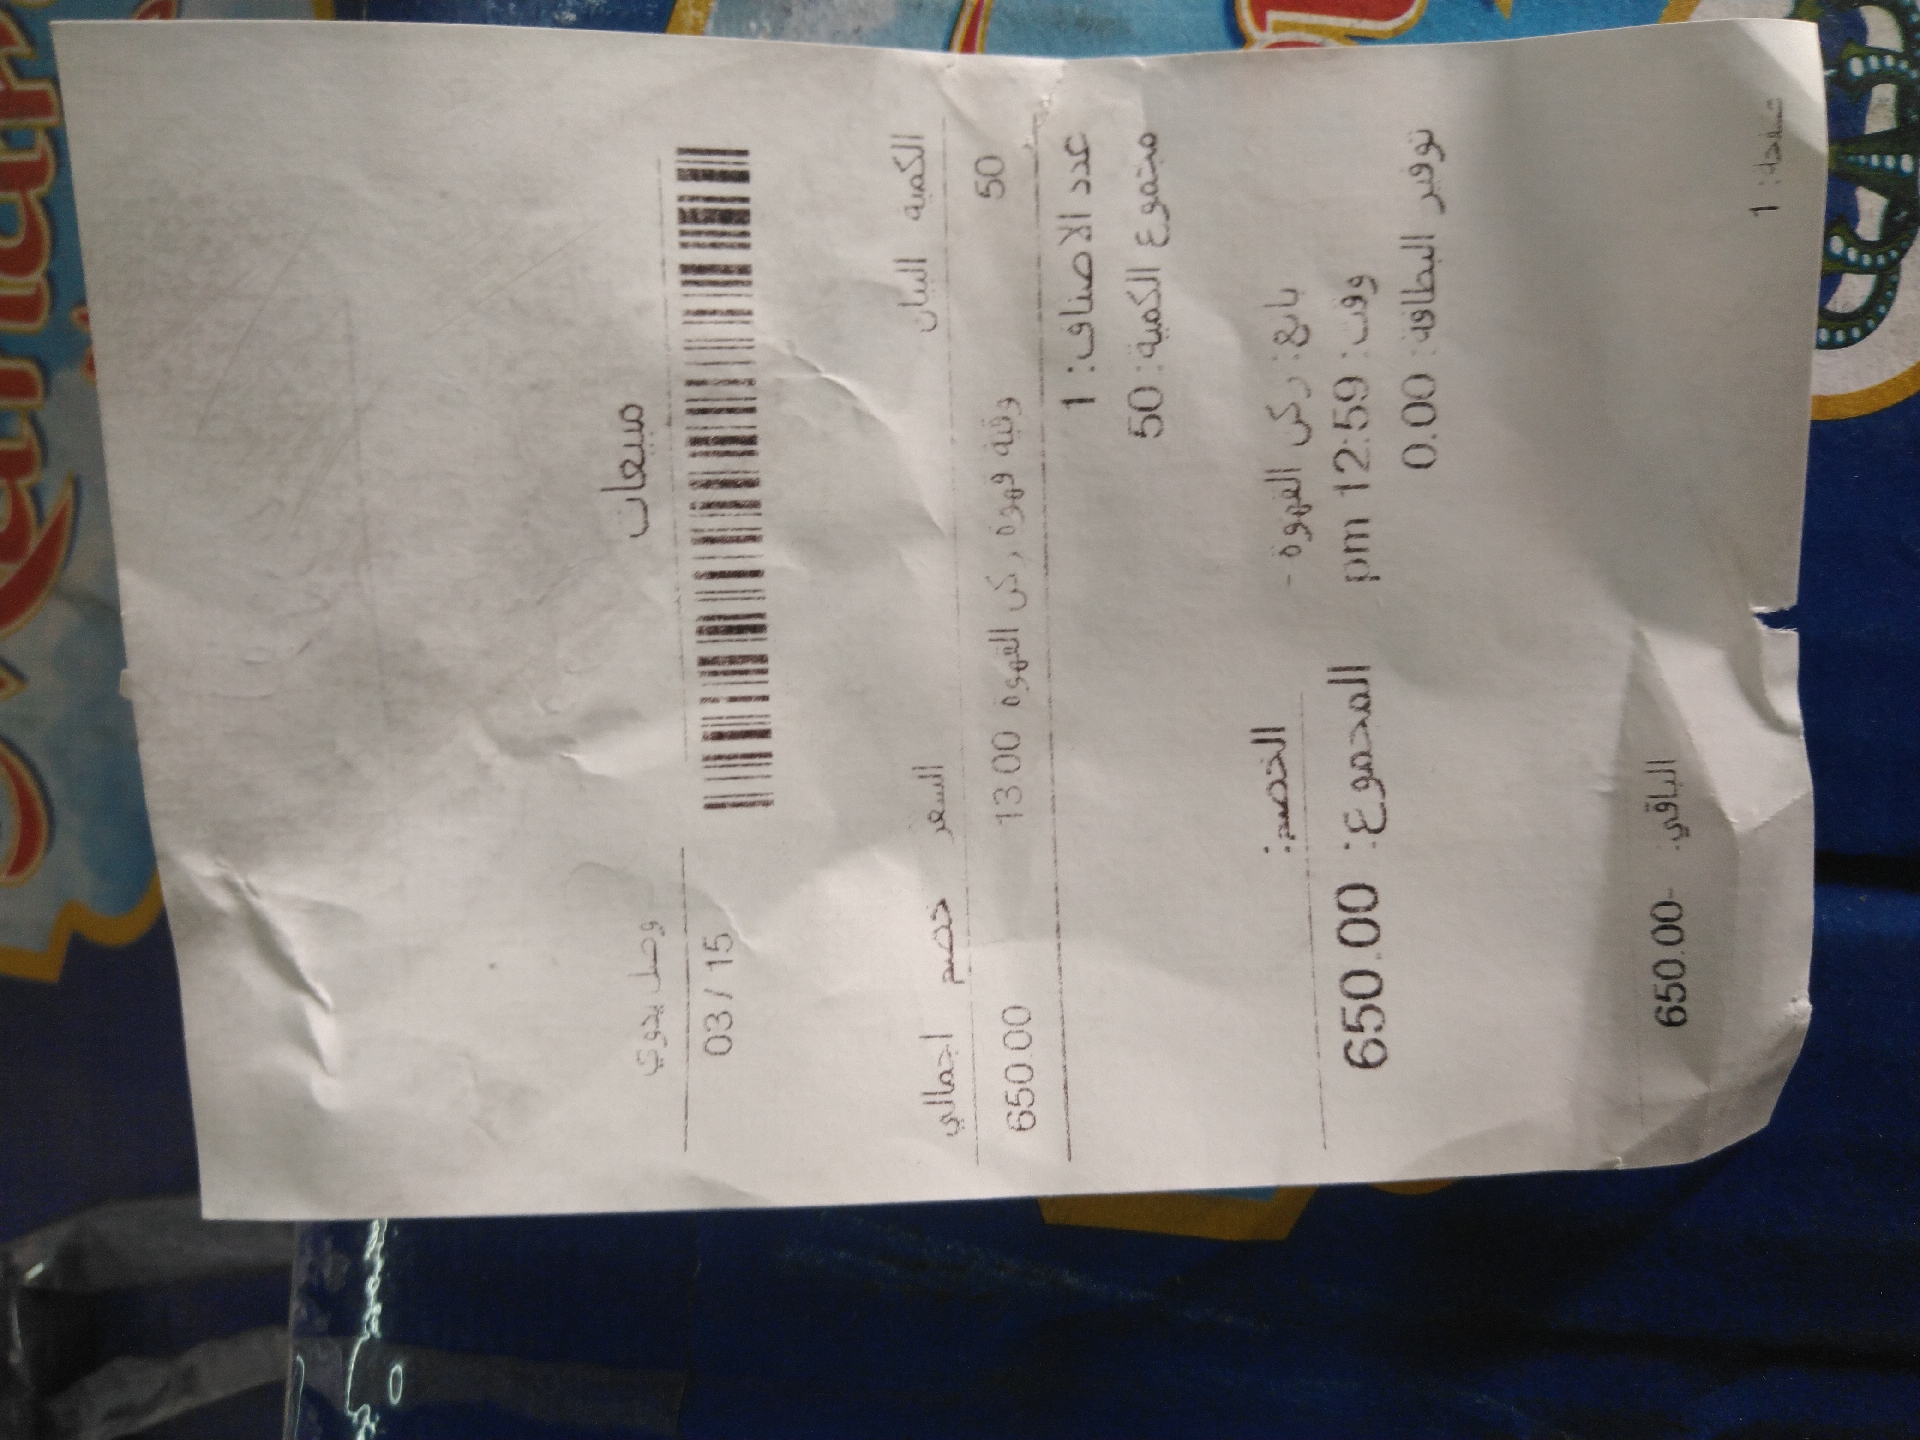 مبيعات
وصل يدوي
03 / 15
الكمية البيان السعر خصم اجمالي
50 وقية قهوة ركن القهوة 13.00 650.00
عدد الاصناف: 1
مجموع الكمية: 50
الخصم:
بائع: ركن القهوة -
وقت: 12:59 pm المجموع: 650.00
توفير البطاقة: 0.00
الباقي: 650.00-
صفحة: 1